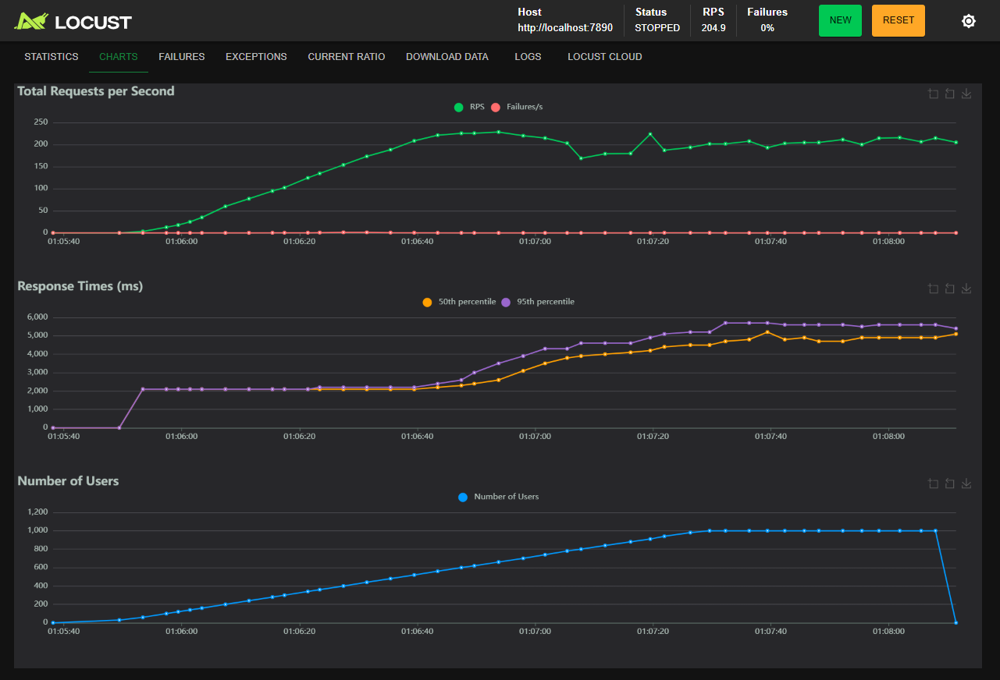 LOCUST
Host
http://localhost:7890
Status
STOPPED
RPS
204.9
Failures
0%
NEW
RESET
STATISTICS CHARTS FAILURES EXCEPTIONS CURRENT RATIO DOWNLOAD DATA LOGS LOCUST CLOUD
Total Requests per Second
RPS Failures/s
250
200
150
100
50
0
01:05:40 01:06:00 01:06:20 01:06:40 01:07:00 01:07:20 01:07:40 01:08:00
Response Times (ms)
50th percentile 95th percentile
6,000
5,000
4,000
3,000
2,000
1,000
0
01:05:40 01:06:00 01:06:20 01:06:40 01:07:00 01:07:20 01:07:40 01:08:00
Number of Users
Number of Users
1,200
1,000
800
600
400
200
0
01:05:40 01:06:00 01:06:20 01:06:40 01:07:00 01:07:20 01:07:40 01:08:00